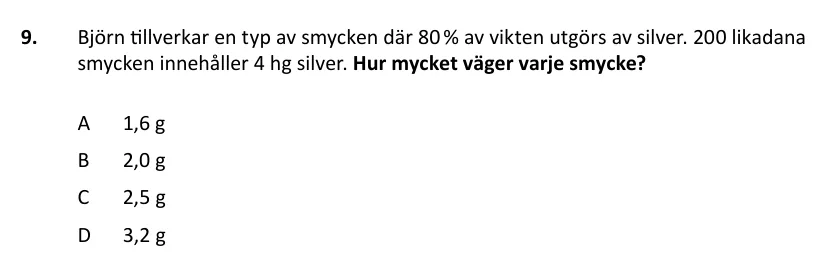 9. Björn tillverkar en typ av smycken där 80 % av vikten utgörs av silver. 200 likadana
smycken innehåller 4 hg silver. Hur mycket väger varje smycke?
A 1,6 g
B 2,0 g
C 2,5 g
D 3,2 g